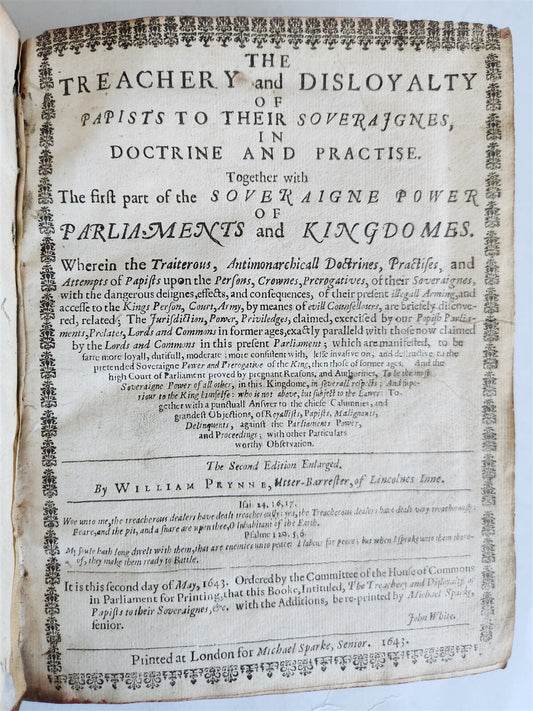 THE
TREACHERY and DISLOYALTY
OF
PAPISTS TO THEIR SOVERAIGNES,
IN
DOCTRINE AND PRACTISE.
Together with
The first part of the SOVERAIGNE POWER
OF
PARLIAMENTS and KINGDOMES.
Wherein the Traiterous, Antimonarchicall Doctrines, Practises, and
Attempts of Papists upon the Persons, Crownes, Prerogatives, of their Soveraignes,
with the dangerous designes, effects, and consequences, of their present illegall Arming, and
accesse to the Kings Person, Court, Army, by meanes of evill Counsellours, are briefely discove-
red, related; The Jurisdiction, Power, Priviledges, claimed, exercised by our Popish Parlia-
ments, Prelates, Lords and Commons in former ages, exactly paralleld with those now claimed
by the Lords and Commons in this present Parliament; which are manifested, to be
farre more loyall, dutifull, moderate: more consistent with, lesse invasive on, and destructive to the
pretended Soveraigne Power and Prerogative of the King, then those of former ages. And the
high Court of Parliament proved by pregnant Reasons, and Authorities, To be the most
Soveraigne Power of all other, in this Kingdome, in severall respects; And supe-
riour to the King himselfe: who is not above, but subject to the Lawes: To-
gether with a punctuall Answer to the chiefe Calumnies, and
grandest Objections, of Royallists, Papists, Malignants,
Delinquents, against the Parliaments Power,
and Proceedings; with other Particulars
worthy Observation.
The Second Edition Enlarged.
By WILLIAM PRYNNE, Utter-Barrester, of Lincolnes Inne.
Isai 24, 16, 17.
Woe unto me, the treacherous dealers have dealt treacherously: yea, the Treacherous dealers have dealt very treacherously:
Feare, and the pit, and a snare are upon thee, O Inhabitant of the Earth.
Psalme 120. 5, 6.
My soule hath long dwelt with them, that are enemies unto peace. I labour for peace; but when I spoke unto them there-
of, they make them ready to Battle.
It is this second day of May, 1643. Ordered by the Committee of the House of Commons
in Parliament for Printing, that this Booke, Intituled, The Treachery and Disloyalty of
Papists to their Soveraignes, &c. with the Additions, be re-printed by Michael Sparke,
senior.
John White.
Printed at London for Michael Sparke, Senior. 1643.